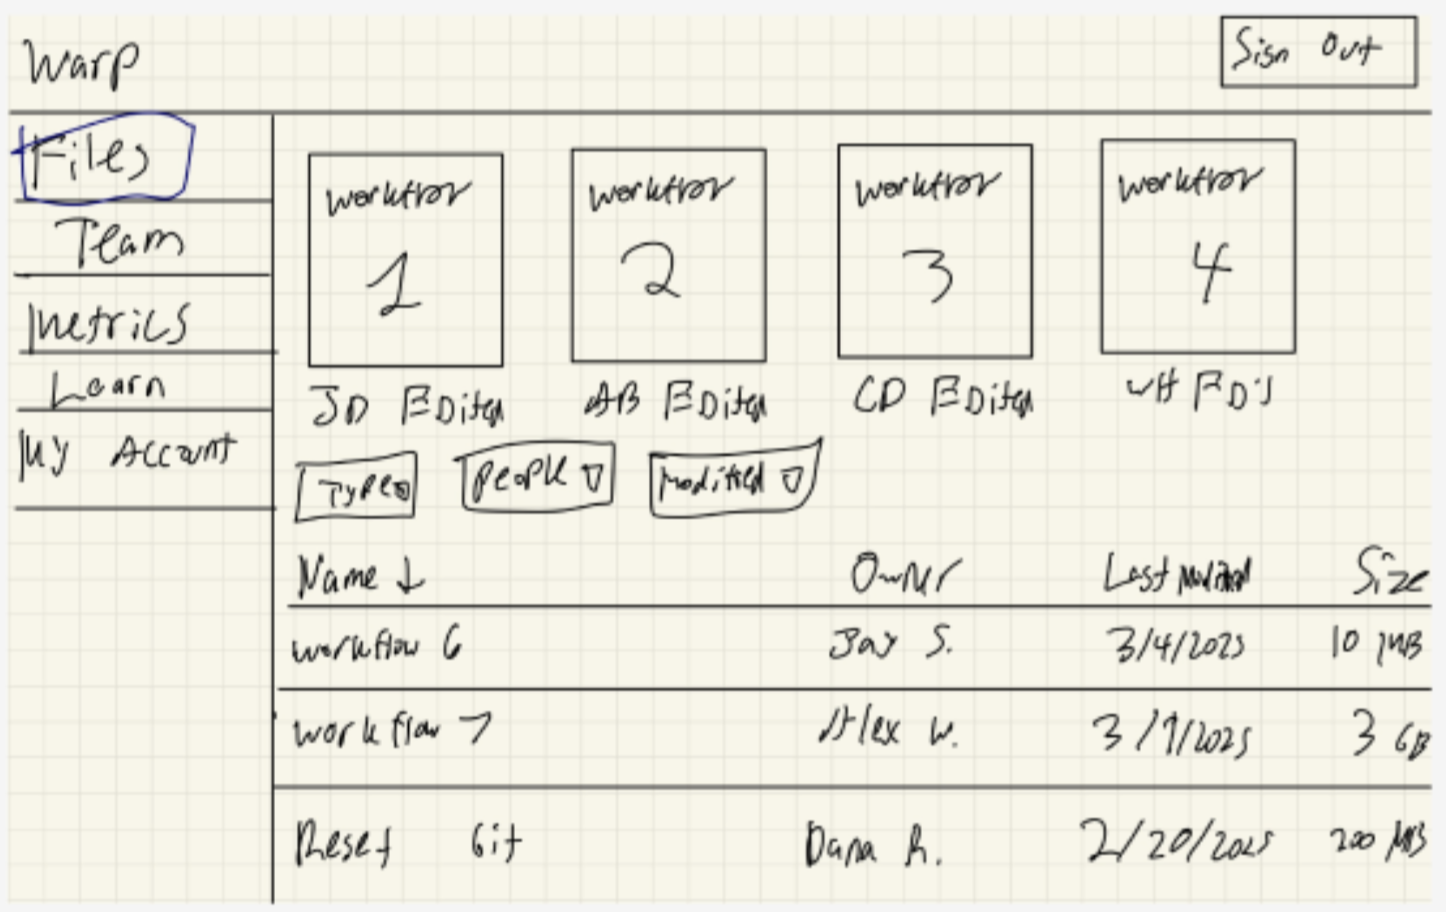 Warp
Sign Out
Files
Team
Metrics
Learn
My Account
workflow
1
workflow
2
workflow
3
workflow
4
JD Edited
AB Edited
CD Edited
Type
People
Modified
Name ↓ Owner Last Modified Size
workflow 6 Jay S. 3/4/2025 10 MB
workflow 7 Alex W. 3/1/2025 3 GB
Reset Git Dana R. 2/20/2025 200 MB